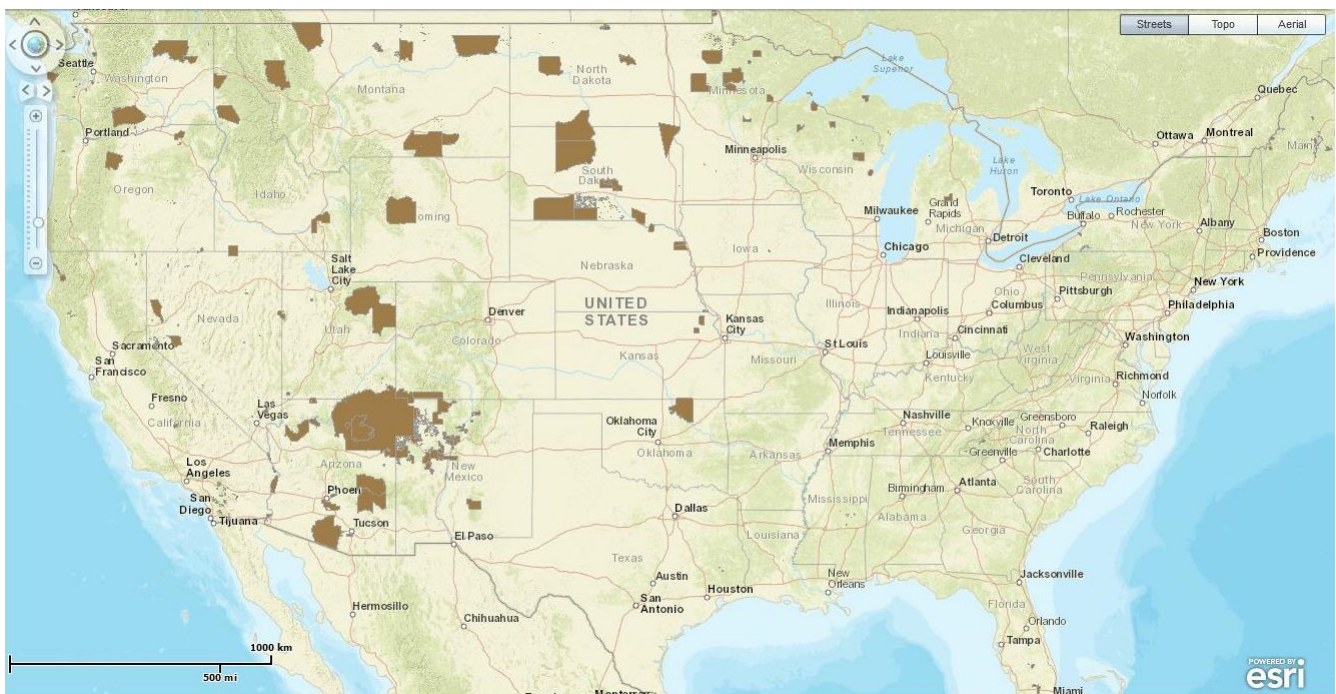 Streets
Topo
Aerial
Seattle
Washington
Montana
North
Dakota
Minnesota
Lake
Superior
Quebec
Ottawa
Montreal
Portland
Minneapolis
Wisconsin
Lake
Huron
Toronto
Lake Ontario
Oregon
Idaho
South
Milwaukee
Grand
Rapids
Michigan
Buffalo
Rochester
New York
Albany
Boston
Providence
Detroit
Chicago
Iowa
Cleveland
Salt
Lake
City
Nebraska
Pennsylvania
New York
Ohio
Pittsburgh
Columbus
Philadelphia
UNITED
STATES
Illinois
Indianapolis
Indiana
Cincinnati
Nevada
Utah
Denver
Colorado
Kansas
City
Kansas
Missouri
St Louis
Louisville
West
Virginia
Washington
Sacramento
San
Francisco
Kentucky
Virginia
Richmond
Norfolk
Fresno
California
Las
Vegas
Oklahoma
City
Oklahoma
Nashville
Tennessee
Knoxville
Greensboro
North
Carolina
Raleigh
Greenville
Charlotte
Memphis
Arkansas
Los
Angeles
Arizona
New
Mexico
Phoen
San
Diego
Tijuana
Tucson
El Paso
Dallas
Mississippi
Birmingham
Alabama
Atlanta
Georgia
South
Carolina
Texas
Louisiana
Austin
San
Antonio
Houston
New
Orleans
Jacksonville
Florida
Orlando
Tampa
Miami
Hermosillo
Chihuahua
Monterrey
1000 km
500 mi
POWERED BY
esri